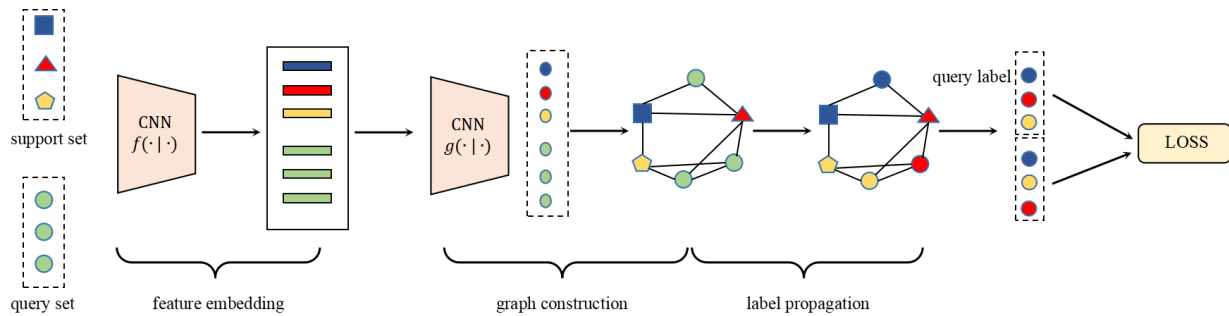 support set
query set
CNN
f(·|·)
feature embedding
CNN
g(·|·)
graph construction
label propagation
query label
LOSS